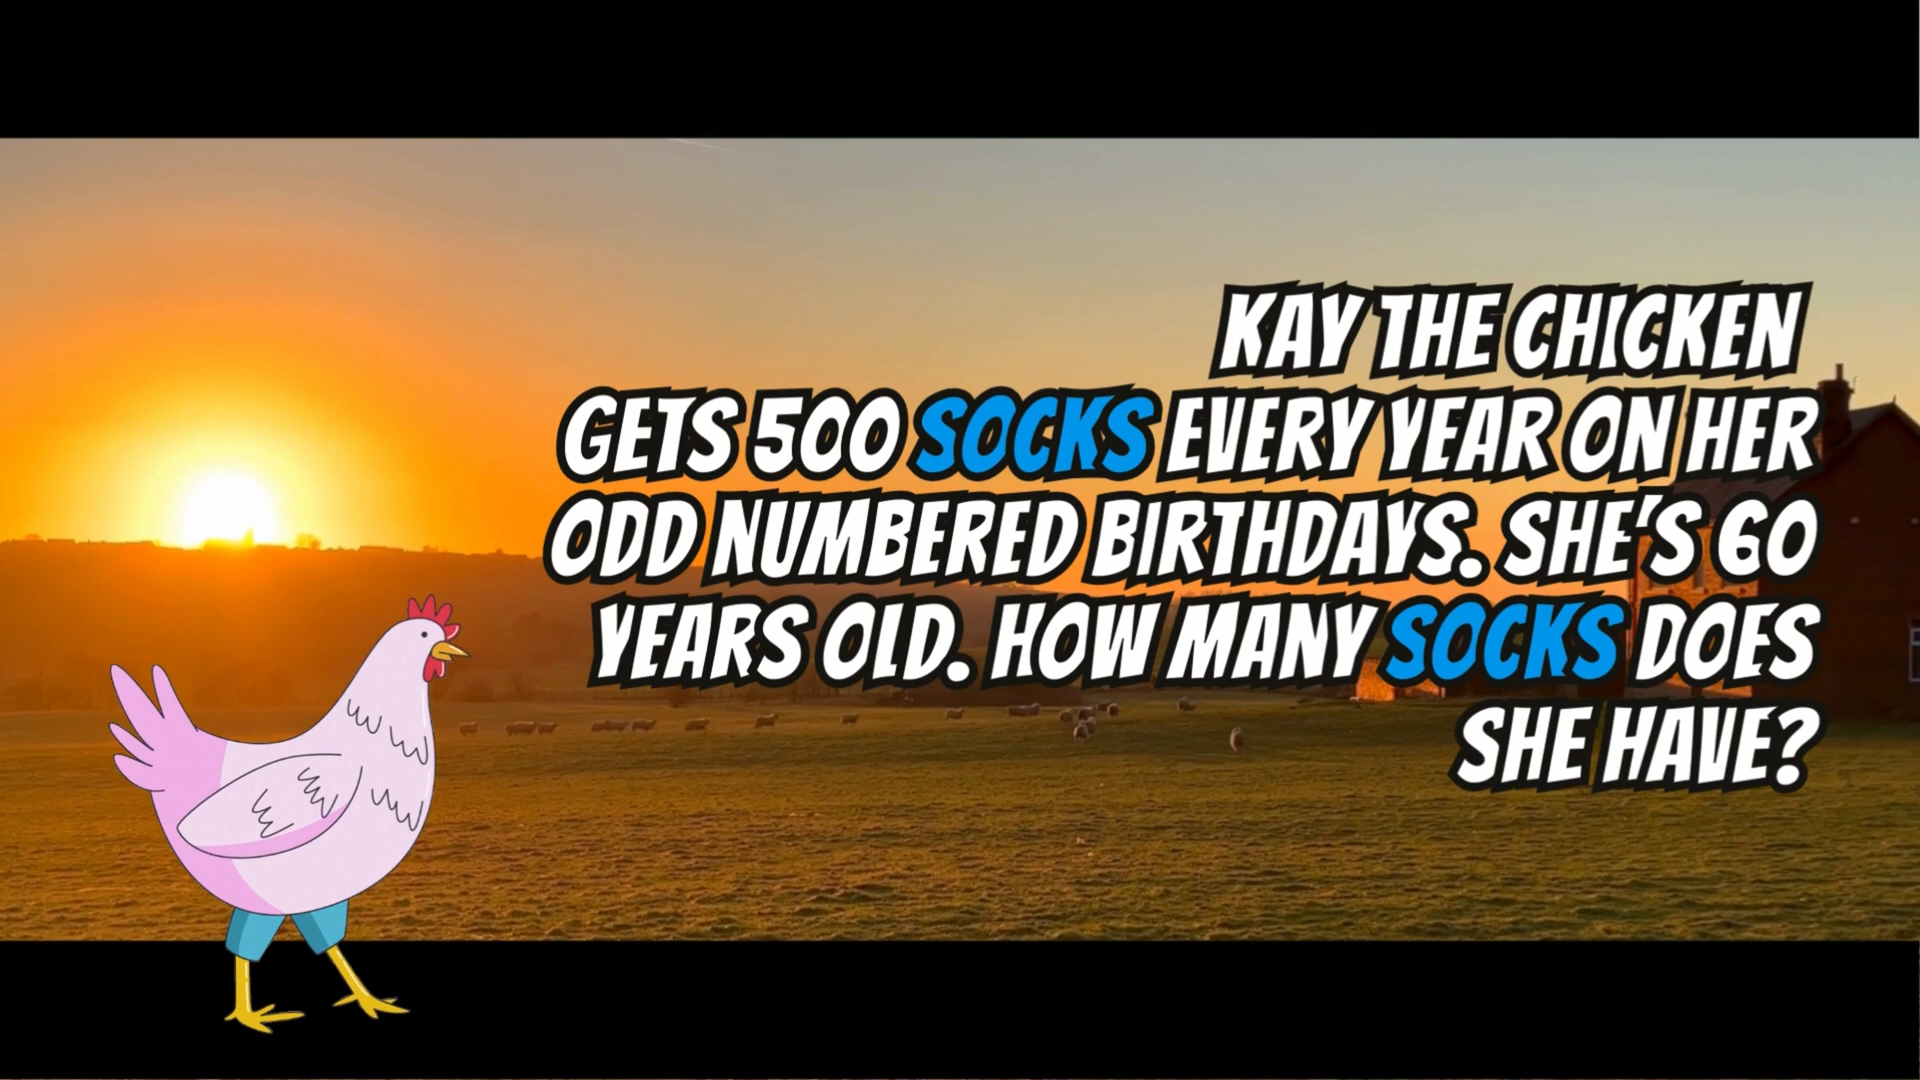 KAY THE CHICKEN
GETS 500 SOCKS EVERY YEAR ON HER
ODD NUMBERED BIRTHDAYS. SHE'S 60
YEARS OLD. HOW MANY SOCKS DOES
SHE HAVE?